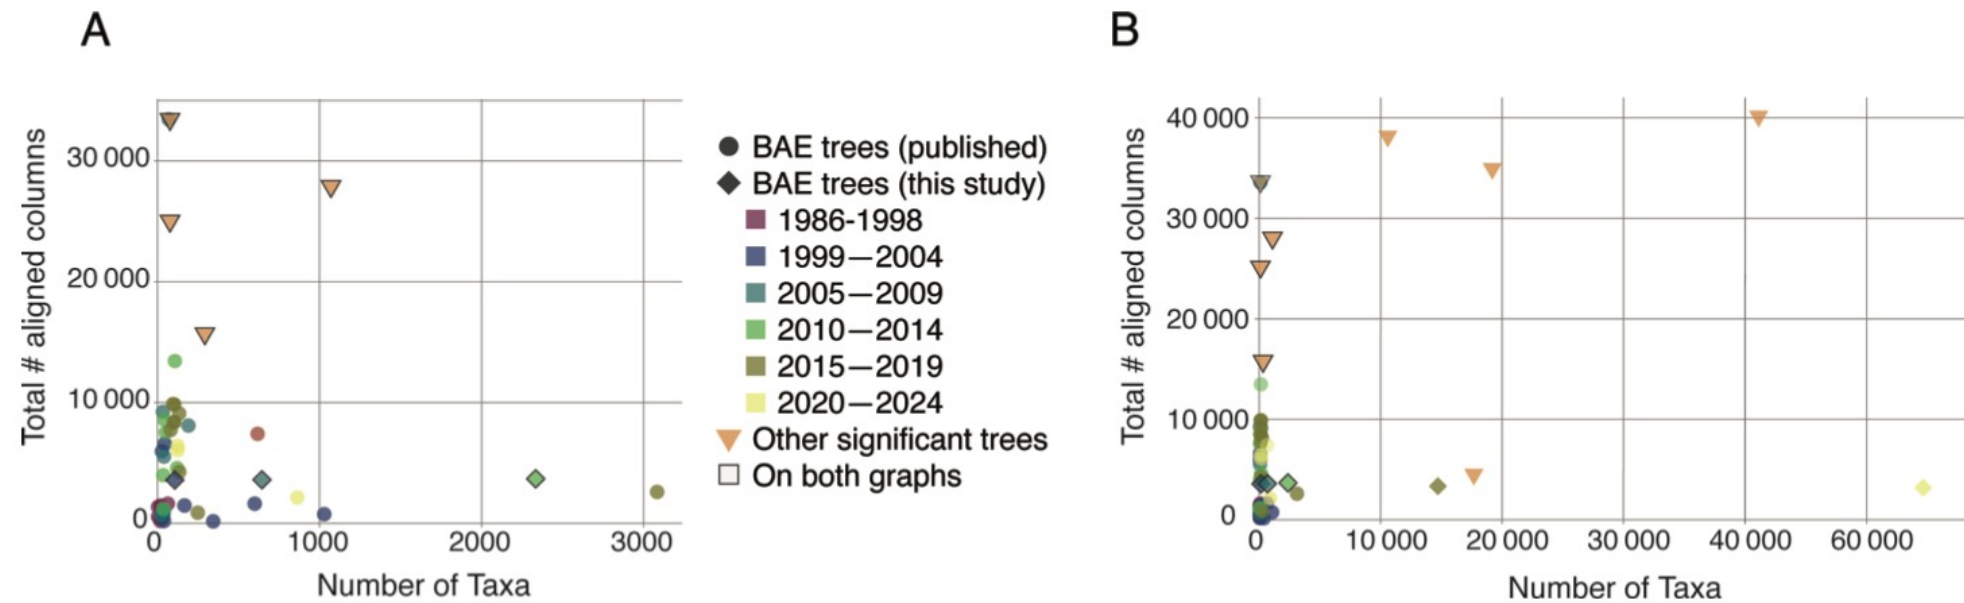 A
Total # aligned columns
30 000
20 000
10 000
0
0 1000 2000 3000
Number of Taxa
BAE trees (published)
BAE trees (this study)
1986-1998
1999—2004
2005—2009
2010—2014
2015—2019
2020—2024
Other significant trees
On both graphs
B
Total # aligned columns
40 000
30 000
20 000
10 000
0
0 10 000 20 000 30 000 40 000 60 000
Number of Taxa